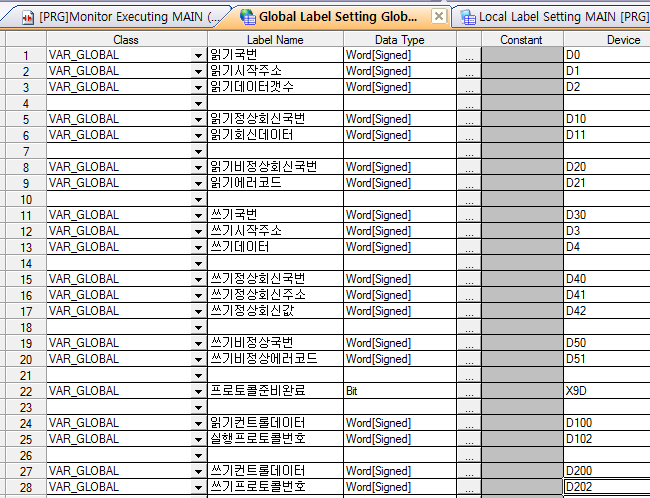 [PRG]Monitor Executing MAIN (... Global Label Setting Glob... Local Label Setting MAIN [PRG]
Class Label Name Data Type Constant Device
1 VAR_GLOBAL 읽기국번 Word[Signed] ... D0
2 VAR_GLOBAL 읽기시작주소 Word[Signed] ... D1
3 VAR_GLOBAL 읽기데이터갯수 Word[Signed] ... D2
4
5 VAR_GLOBAL 읽기정상회신국번 Word[Signed] ... D10
6 VAR_GLOBAL 읽기회신데이터 Word[Signed] ... D11
7
8 VAR_GLOBAL 읽기비정상회신국번 Word[Signed] ... D20
9 VAR_GLOBAL 읽기에러코드 Word[Signed] ... D21
10
11 VAR_GLOBAL 쓰기국번 Word[Signed] ... D30
12 VAR_GLOBAL 쓰기시작주소 Word[Signed] ... D3
13 VAR_GLOBAL 쓰기데이터 Word[Signed] ... D4
14
15 VAR_GLOBAL 쓰기정상회신국번 Word[Signed] ... D40
16 VAR_GLOBAL 쓰기정상회신주소 Word[Signed] ... D41
17 VAR_GLOBAL 쓰기정상회신값 Word[Signed] ... D42
18
19 VAR_GLOBAL 쓰기비정상국번 Word[Signed] ... D50
20 VAR_GLOBAL 쓰기비정상에러코드 Word[Signed] ... D51
21
22 VAR_GLOBAL 프로토콜준비완료 Bit ... X9D
23
24 VAR_GLOBAL 읽기컨트롤데이터 Word[Signed] ... D100
25 VAR_GLOBAL 실행프로토콜번호 Word[Signed] ... D102
26
27 VAR_GLOBAL 쓰기컨트롤데이터 Word[Signed] ... D200
28 VAR_GLOBAL 쓰기프로토콜번호 Word[Signed] ... D202